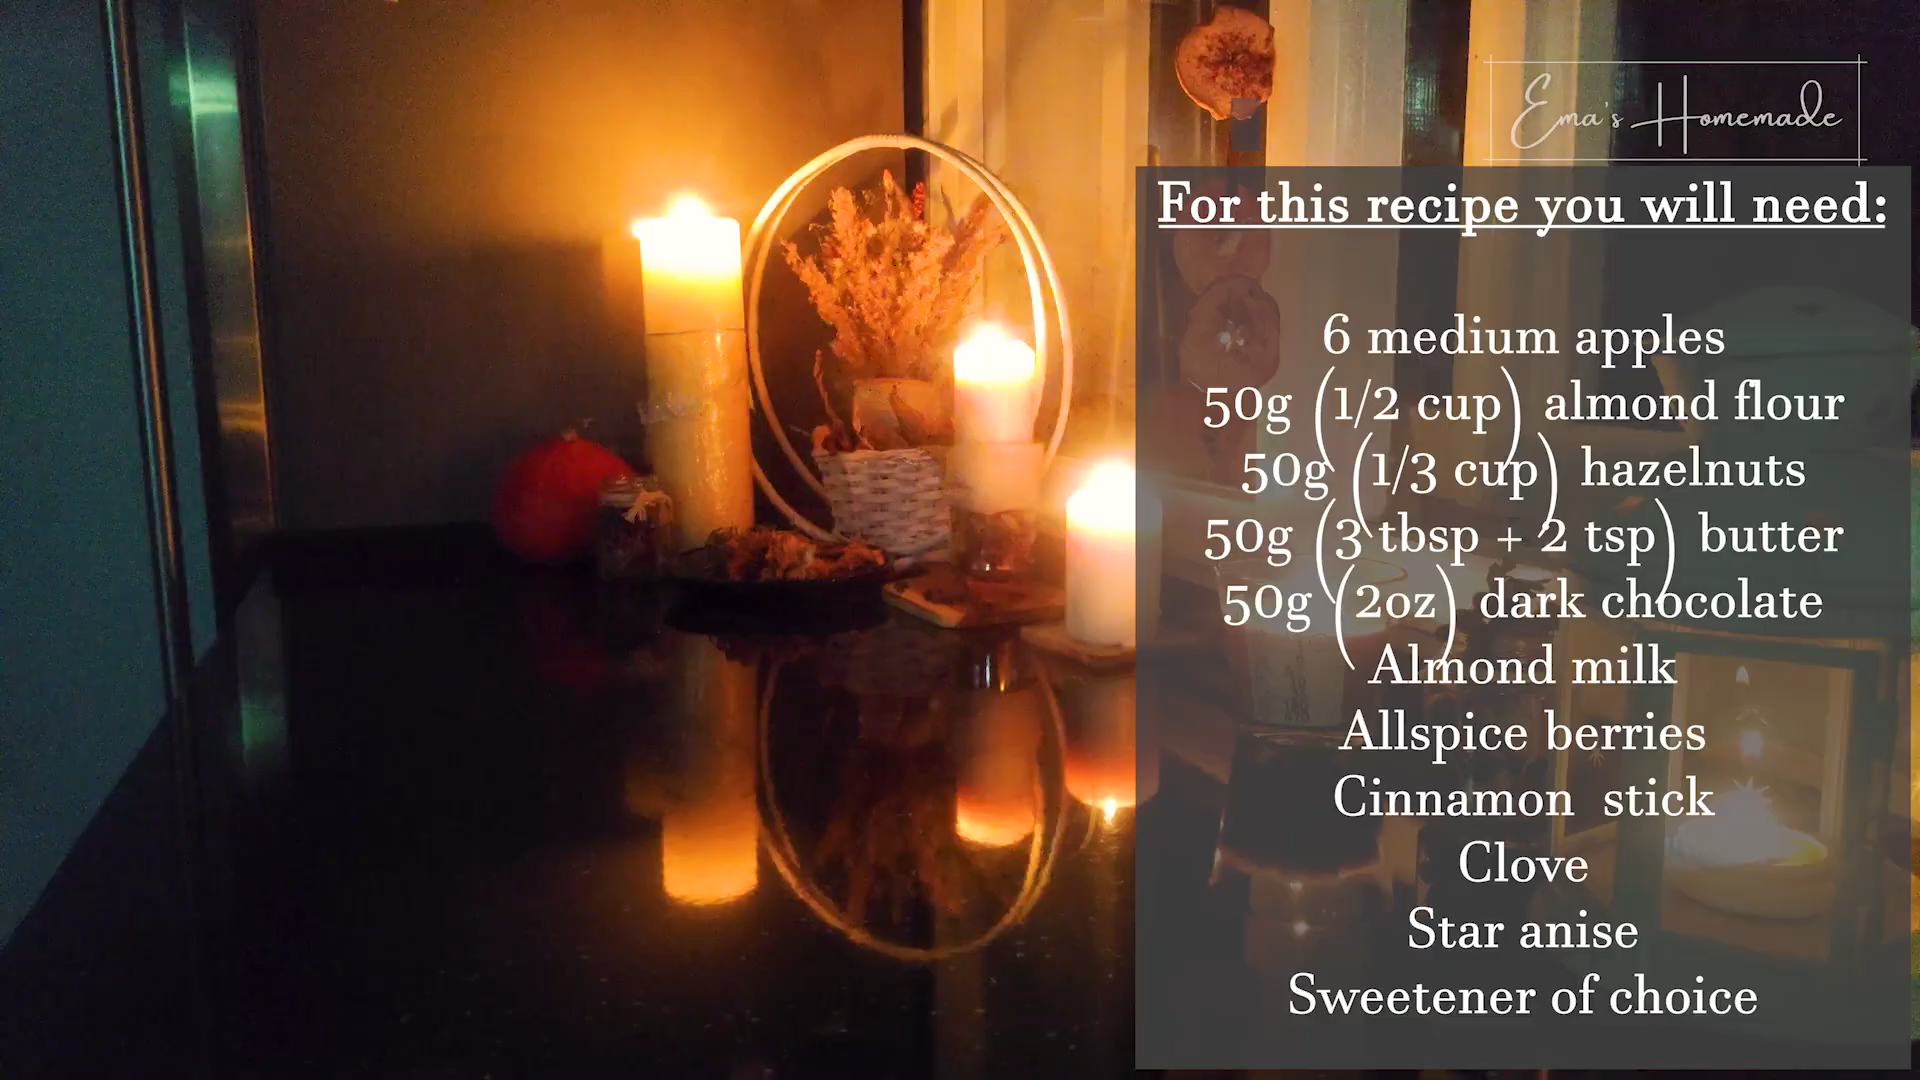 Ema's Homemade
For this recipe you will need:
6 medium apples
50g (1/2 cup) almond flour
50g (1/3 cup) hazelnuts
50g (3 tbsp + 2 tsp) butter
50g (2oz) dark chocolate
Almond milk
Allspice berries
Cinnamon stick
Clove
Star anise
Sweetener of choice